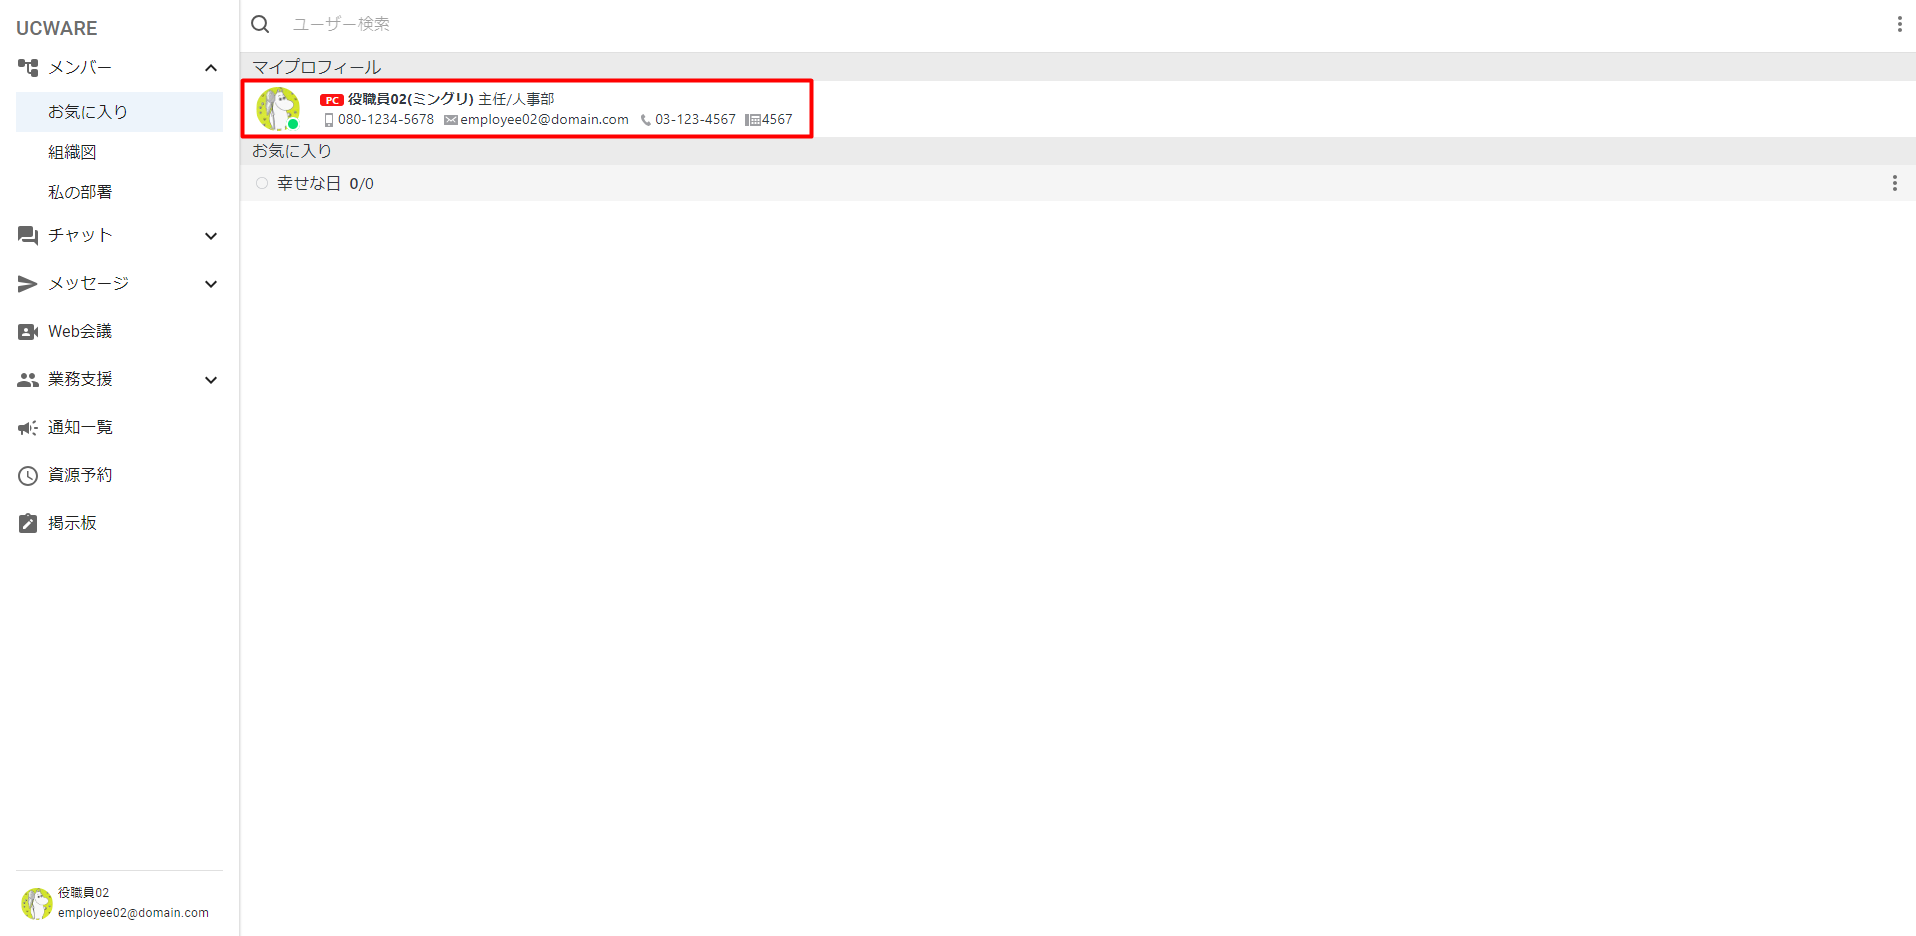 UCWARE
メンバー
お気に入り
組織図
私の部署
チャット
メッセージ
Web会議
業務支援
通知一覧
資源予約
掲示板
役職員02
employee02@domain.com
ユーザー検索
マイプロフィール
PC 役職員02(ミングリ) 主任/人事部
080-1234-5678 employee02@domain.com 03-123-4567 4567
お気に入り
幸せな日 0/0